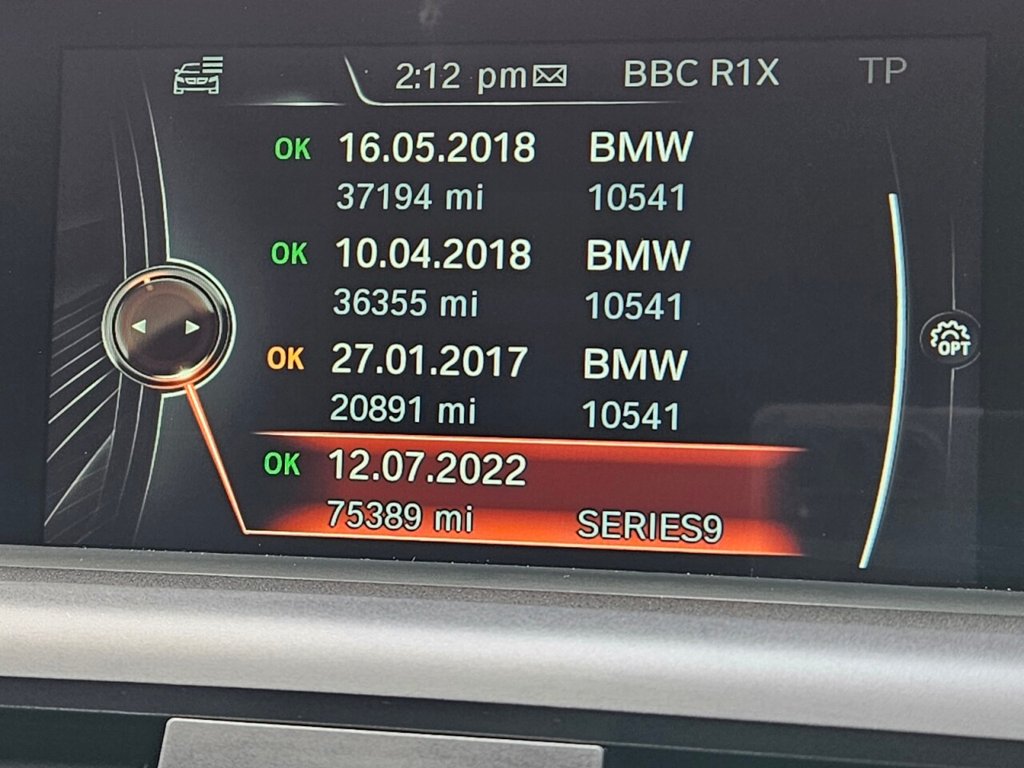 2:12 pm BBC R1X TP
OK 16.05.2018 BMW
37194 mi 10541
OK 10.04.2018 BMW
36355 mi 10541
OK 27.01.2017 BMW
20891 mi 10541
OK 12.07.2022
75389 mi SERIES9
OPT